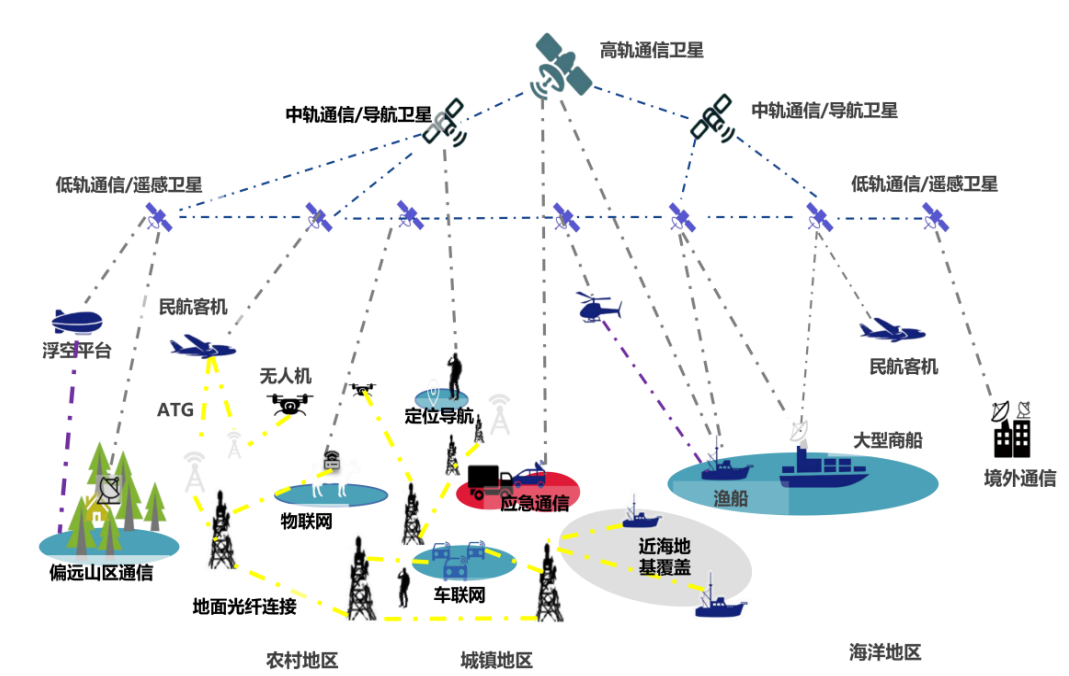 高轨通信卫星
中轨通信/导航卫星
中轨通信/导航卫星
低轨通信/遥感卫星
低轨通信/遥感卫星
民航客机
浮空平台
无人机
民航客机
ATG
定位导航
大型商船
境外通信
渔船
应急通信
物联网
近海地
基覆盖
偏远山区通信
车联网
地面光纤连接
农村地区
城镇地区
海洋地区